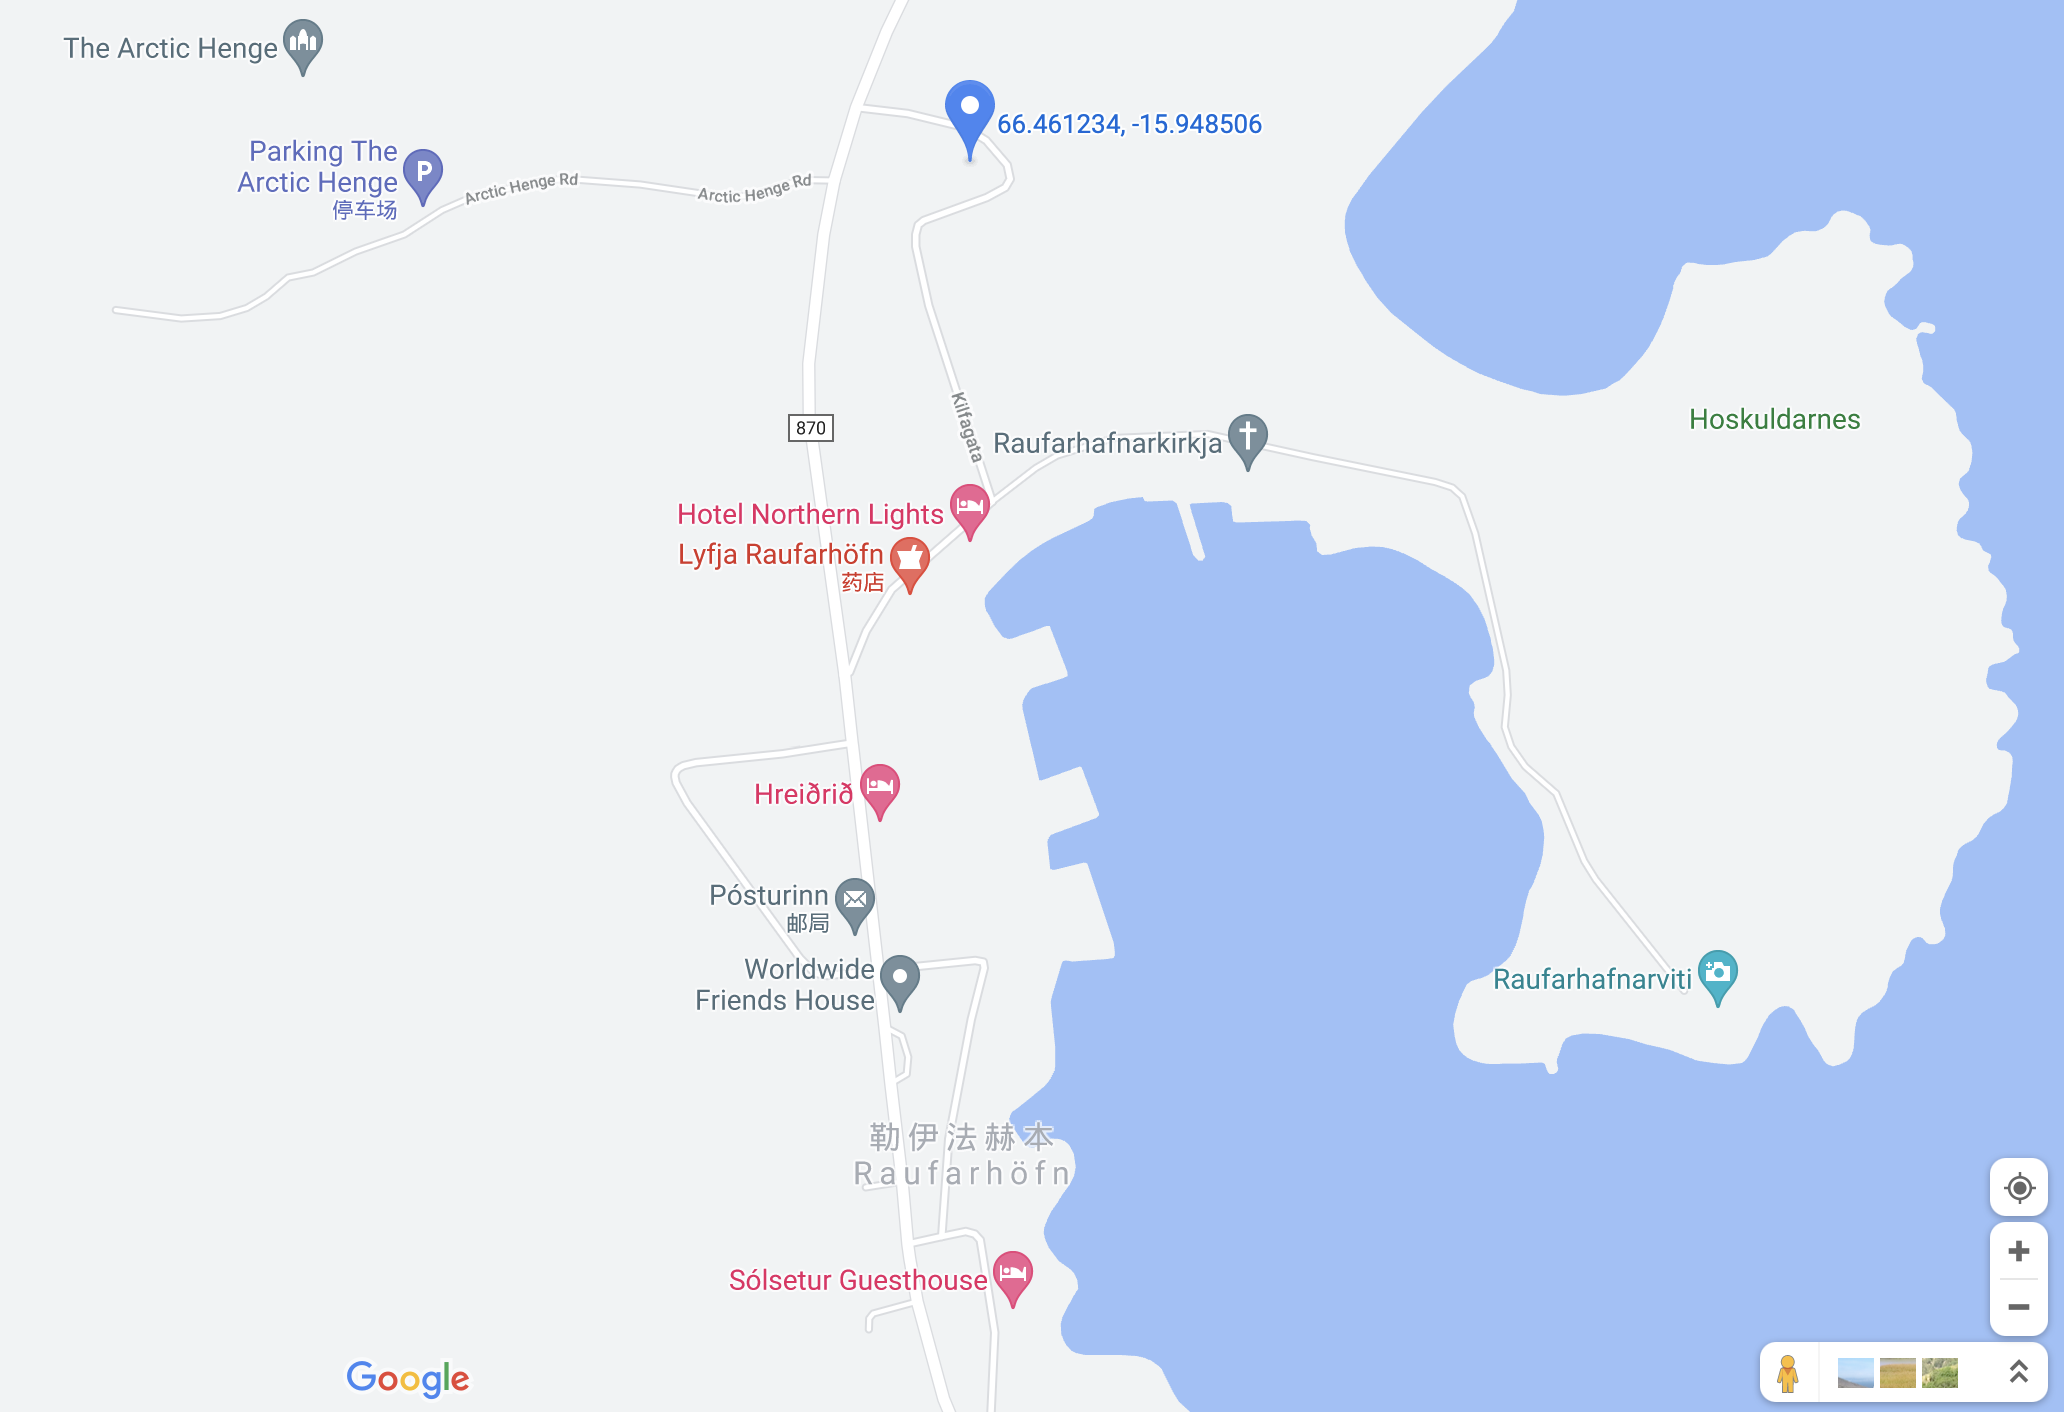 The Arctic Henge
66.461234, -15.948506
Parking The
Arctic Henge
停车场
P
Arctic Henge Rd
Arctic Henge Rd
Kilfagata
870
Raufarhafnarkirkja
Hoskuldarnes
Hotel Northern Lights
Lyfja Raufarhöfn
药店
Hreiðrið
Pósturinn
邮局
Worldwide
Friends House
Raufarhafnarviti
勒伊法赫本
Raufarhöfn
Sólsetur Guesthouse
Google